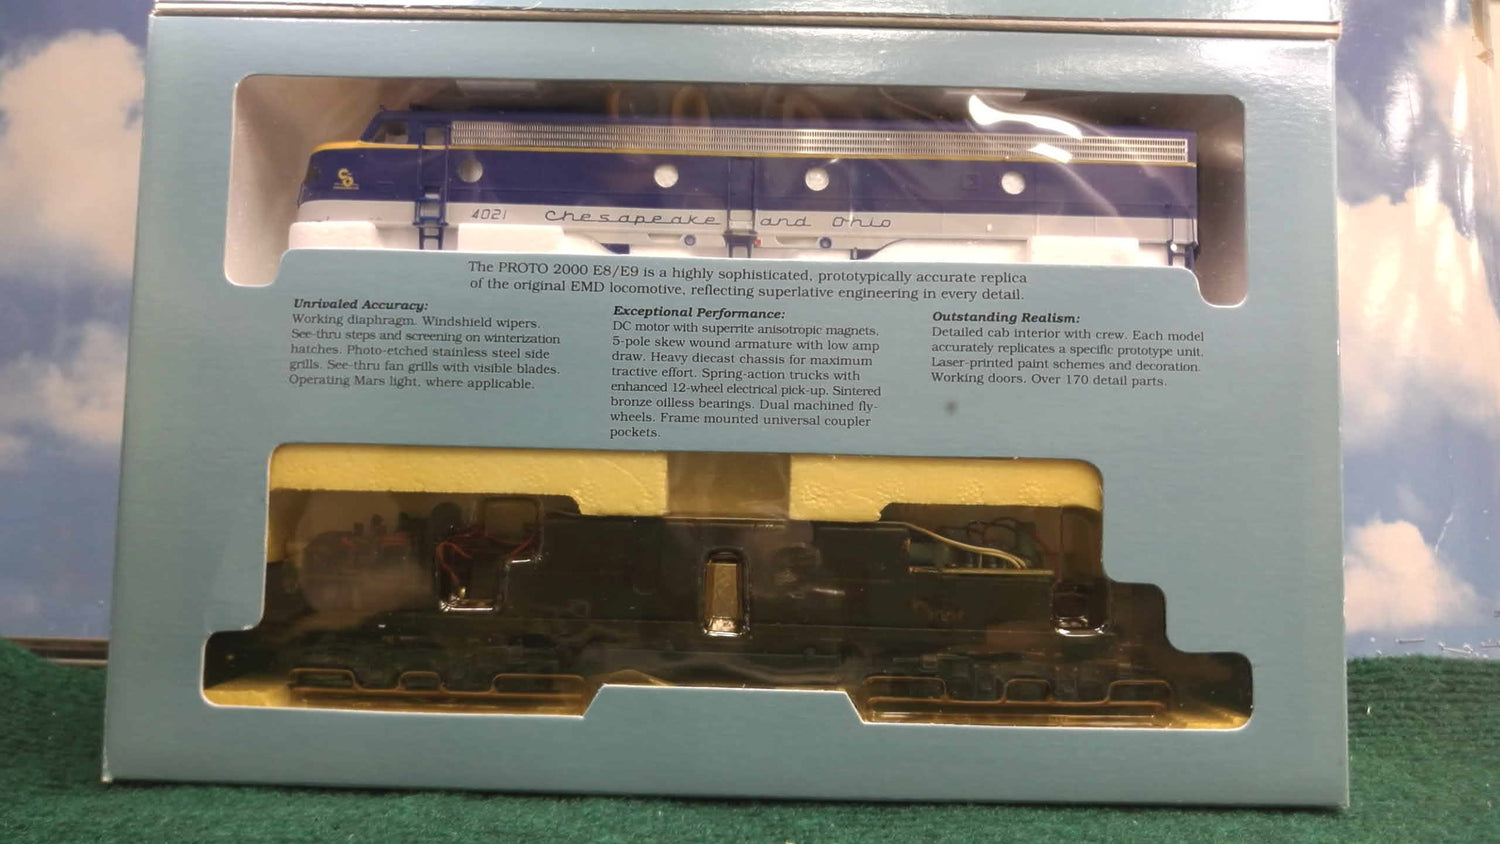 4021 Chesapeake and Ohio
The PROTO 2000 E8/E9 is a highly sophisticated, prototypically accurate replica
of the original EMD locomotive, reflecting superlative engineering in every detail.
Unrivaled Accuracy:
Working diaphragm. Windshield wipers.
See-thru steps and screening on winterization
hatches. Photo-etched stainless steel side
grills. See-thru fan grills with visible blades.
Operating Mars light, where applicable.
Exceptional Performance:
DC motor with superrite anisotropic magnets,
5-pole skew wound armature with low amp
draw. Heavy diecast chassis for maximum
tractive effort. Spring-action trucks with
enhanced 12-wheel electrical pick-up. Sintered
bronze oilless bearings. Dual machined fly-
wheels. Frame mounted universal coupler
pockets.
Outstanding Realism:
Detailed cab interior with crew. Each model
accurately replicates a specific prototype unit.
Laser-printed paint schemes and decoration.
Working doors. Over 170 detail parts.